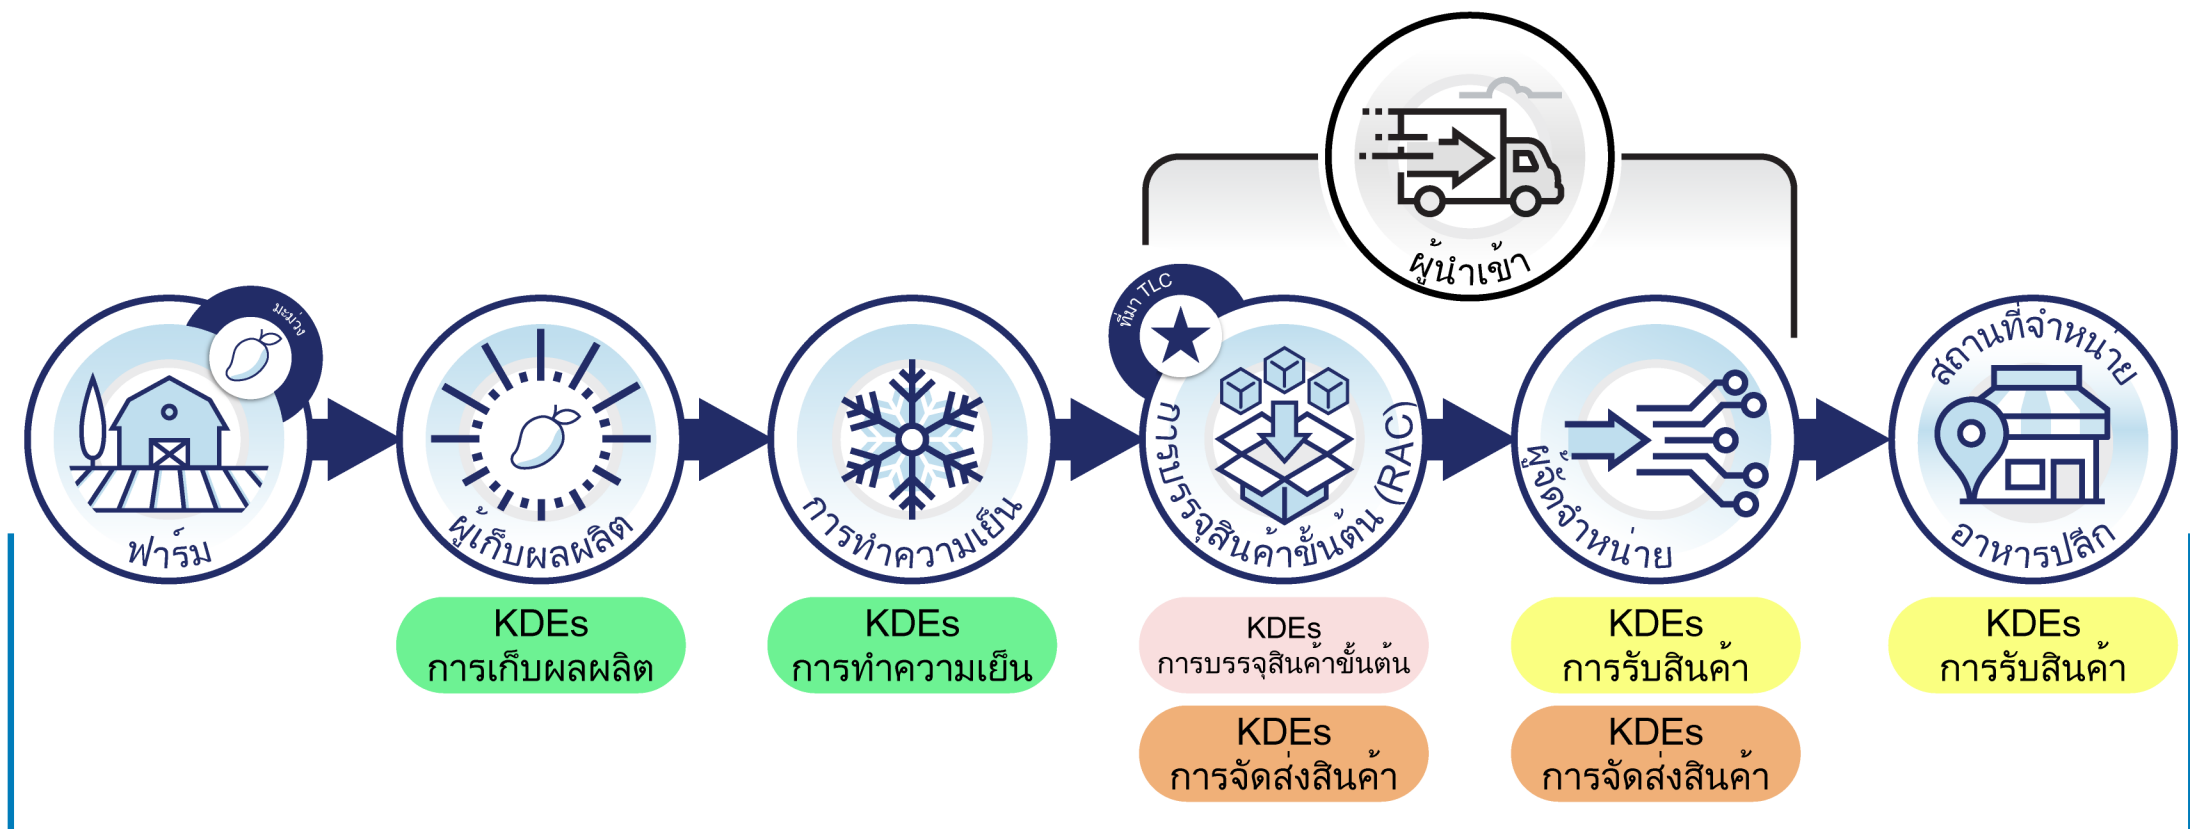 ผู้นำเข้า
มะม่วง
ฟาร์ม
ผู้เก็บผลผลิต
การทำความเย็น
ที่มา TLC
การบรรจุสินค้าขั้นต้น (RAC)
ผู้จัดจำหน่าย
สถานที่จำหน่าย
อาหารปลีก
KDEs
การเก็บผลผลิต
KDEs
การทำความเย็น
KDEs
การบรรจุสินค้าขั้นต้น
KDEs
การรับสินค้า
KDEs
การรับสินค้า
KDEs
การจัดส่งสินค้า
KDEs
การจัดส่งสินค้า